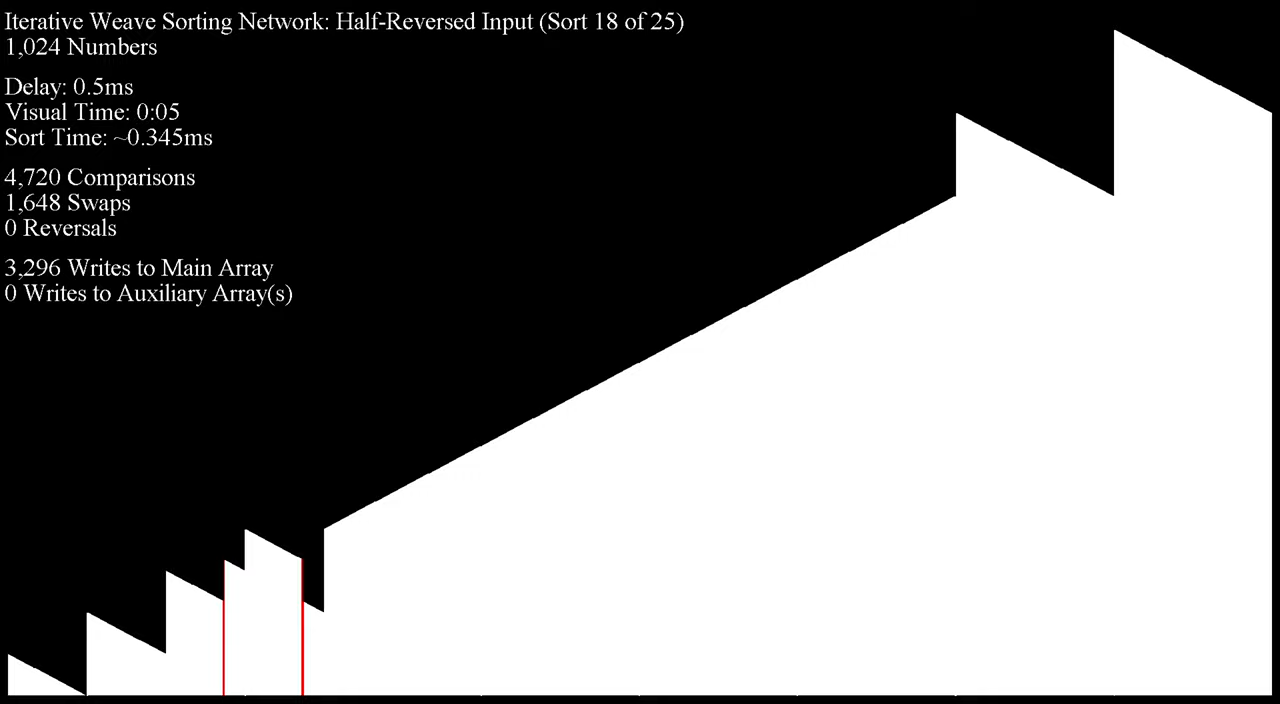 Iterative Weave Sorting Network: Half-Reversed Input (Sort 18 of 25)
1,024 Numbers
Delay: 0.5ms
Visual Time: 0:05
Sort Time: ~0.345ms
4,720 Comparisons
1,648 Swaps
0 Reversals
3,296 Writes to Main Array
0 Writes to Auxiliary Array(s)